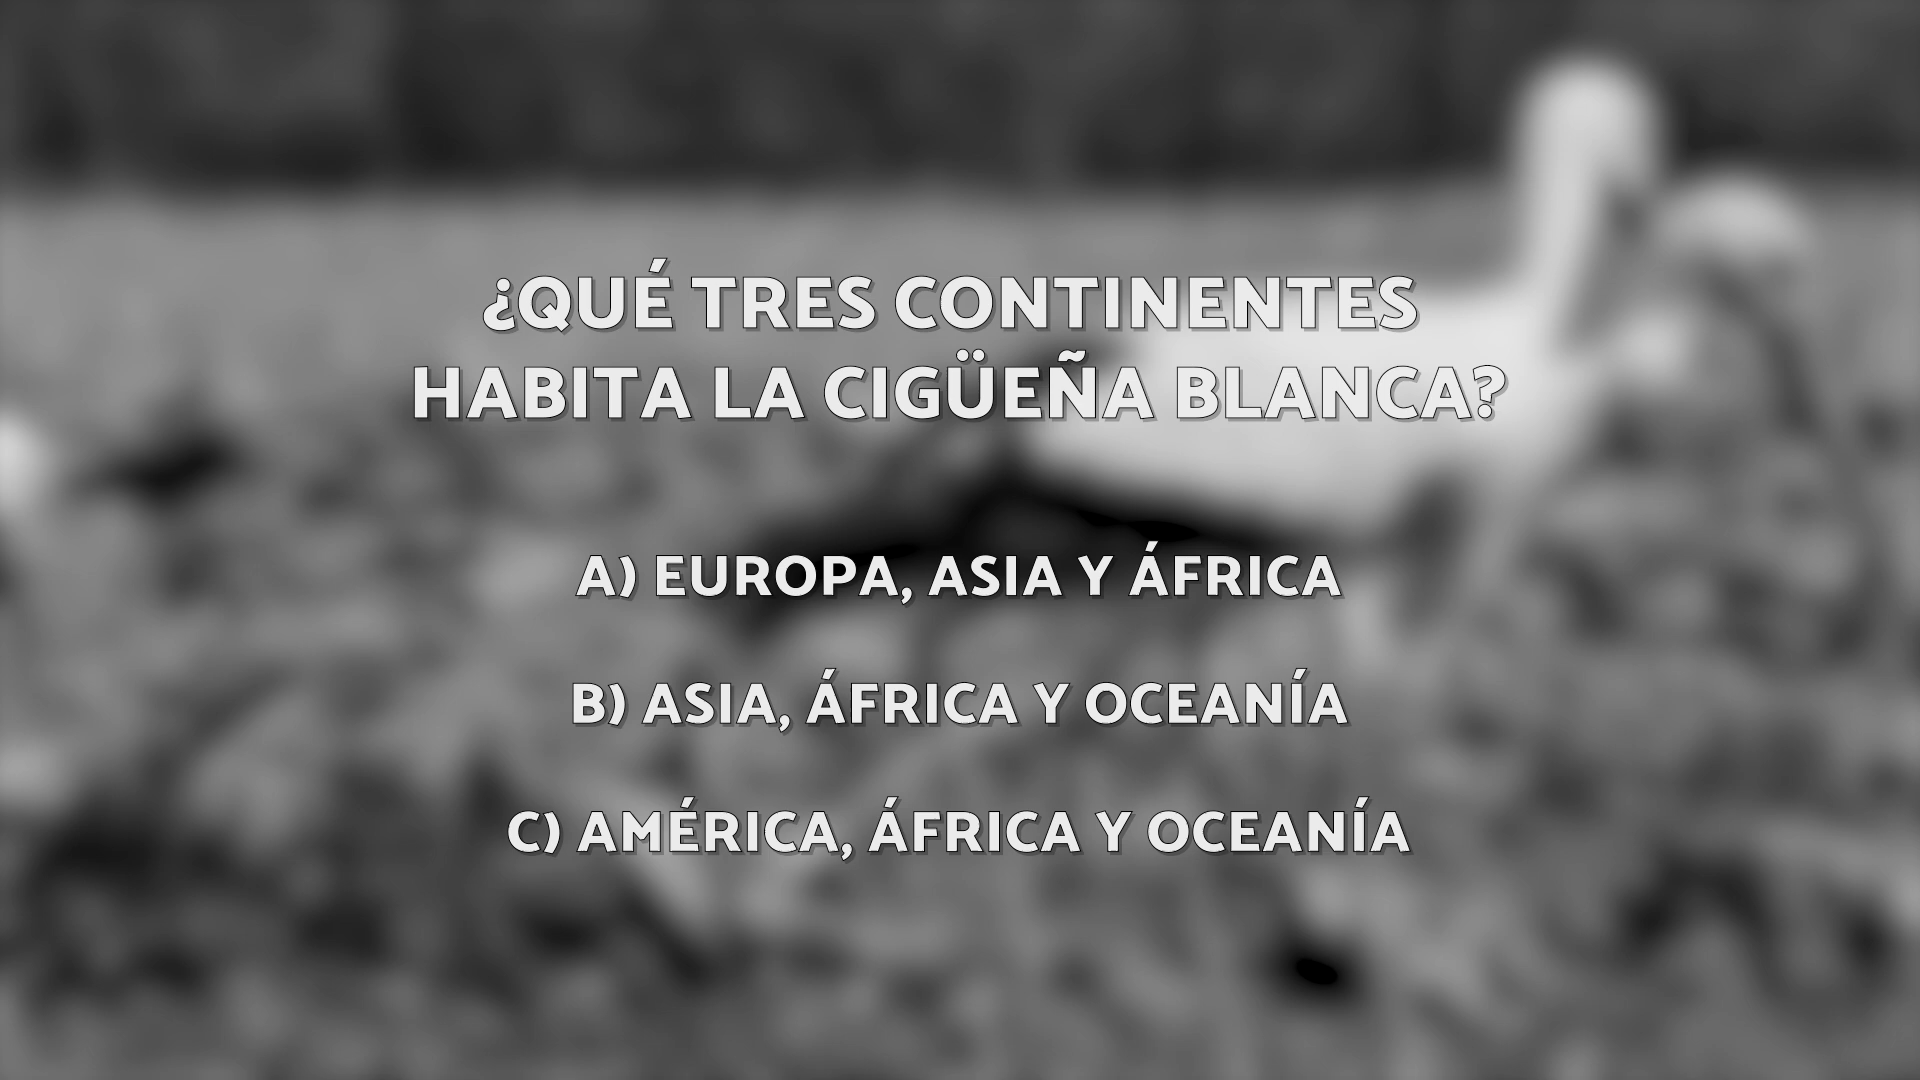 ¿QUÉ TRES CONTINENTES
HABITA LA CIGÜEÑA BLANCA?
A) EUROPA, ASIA Y ÁFRICA
B) ASIA, ÁFRICA Y OCEANÍA
C) AMÉRICA, ÁFRICA Y OCEANÍA